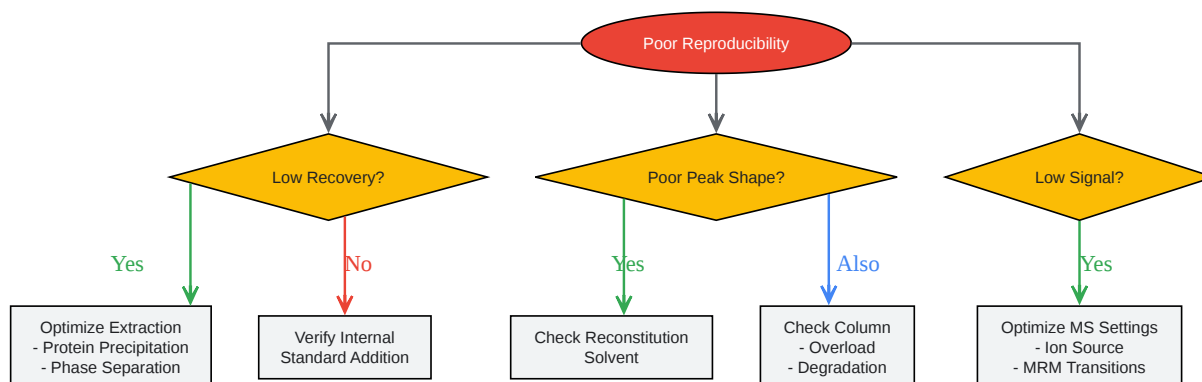 Poor Reproducibility
Low Recovery?
Poor Peak Shape?
Low Signal?
Yes
No
Yes
Also
Yes
Optimize Extraction
- Protein Precipitation
- Phase Separation
Verify Internal
Standard Addition
Check Reconstitution
Solvent
Check Column
- Overload
- Degradation
Optimize MS Settings
- Ion Source
- MRM Transitions